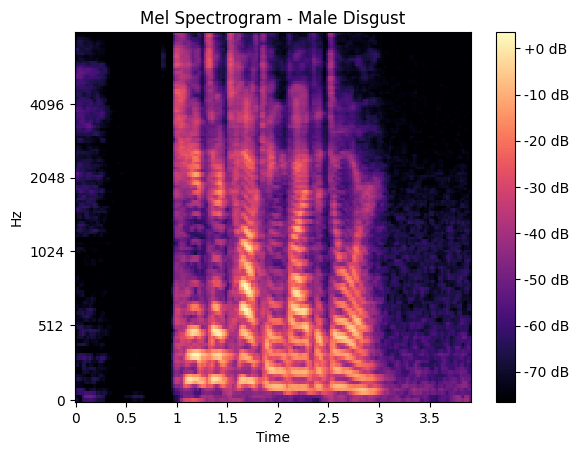 Mel Spectrogram - Male Disgust
Hz
4096
2048
1024
512
0
0 0.5 1 1.5 2 2.5 3 3.5
Time
+0 dB
-10 dB
-20 dB
-30 dB
-40 dB
-50 dB
-60 dB
-70 dB